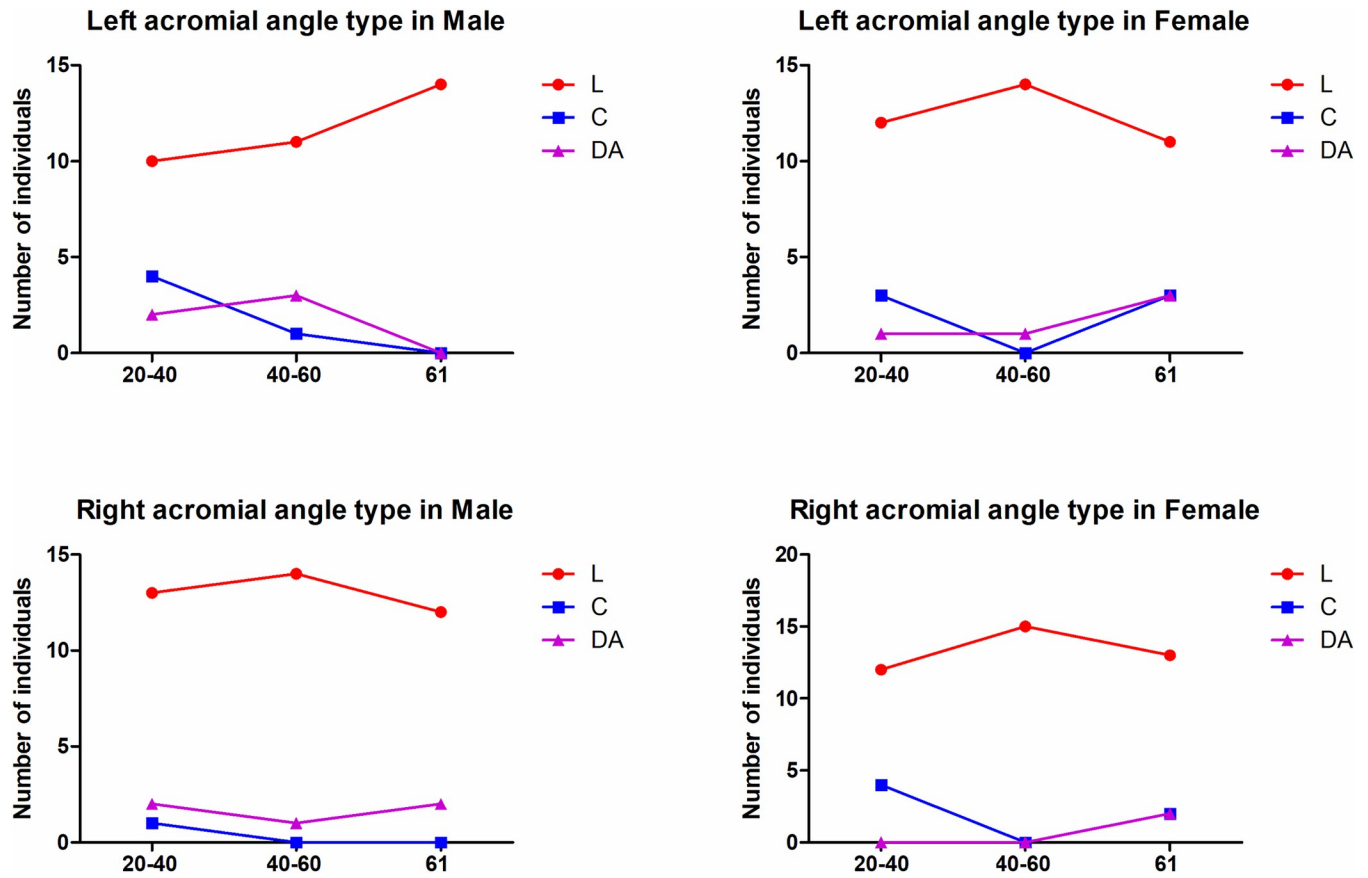 Left acromial angle type in Male
Number of individuals
15
10
5
0
20-40 40-60 61
L
C
DA
Left acromial angle type in Female
Number of individuals
15
10
5
0
20-40 40-60 61
L
C
DA
Right acromial angle type in Male
Number of individuals
15
10
5
0
20-40 40-60 61
L
C
DA
Right acromial angle type in Female
Number of individuals
20
15
10
5
0
20-40 40-60 61
L
C
DA